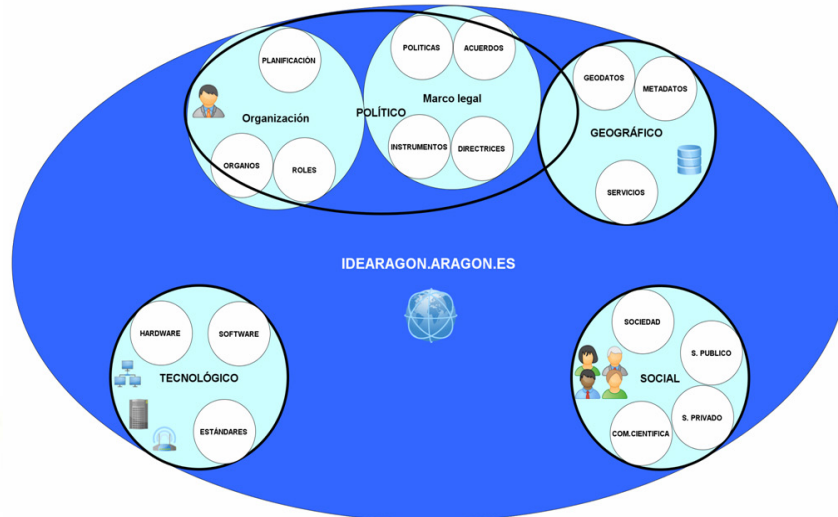 PLANIFICACIÓN
Organización
ORGANOS
ROLES
POLÍTICO
POLITICAS
ACUERDOS
Marco legal
INSTRUMENTOS
DIRECTRICES
GEODATOS
METADATOS
GEOGRÁFICO
SERVICIOS
IDEARAGON.ARAGON.ES
HARDWARE
SOFTWARE
TECNOLÓGICO
ESTÁNDARES
SOCIEDAD
S. PUBLICO
SOCIAL
S. PRIVADO
COM.CIENTIFICA